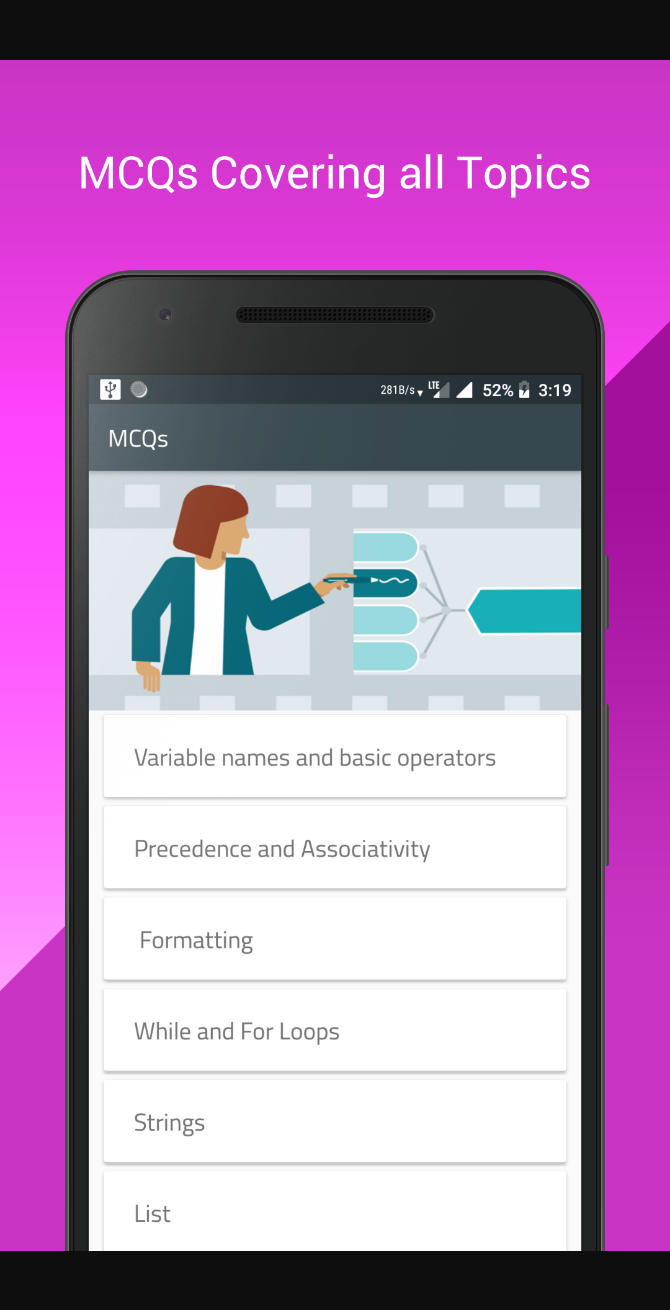 MCQs Covering all Topics
281B/s LTE 52% 3:19
MCQs
Variable names and basic operators
Precedence and Associativity
Formatting
While and For Loops
Strings
List